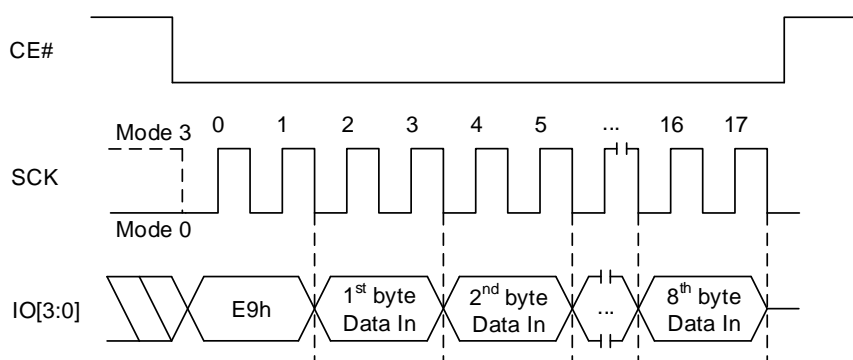 CE#
Mode 3 0 1 2 3 4 5 ... 16 17
SCK
Mode 0
IO[3:0] E9h 1st byte Data In 2nd byte Data In ... 8th byte Data In